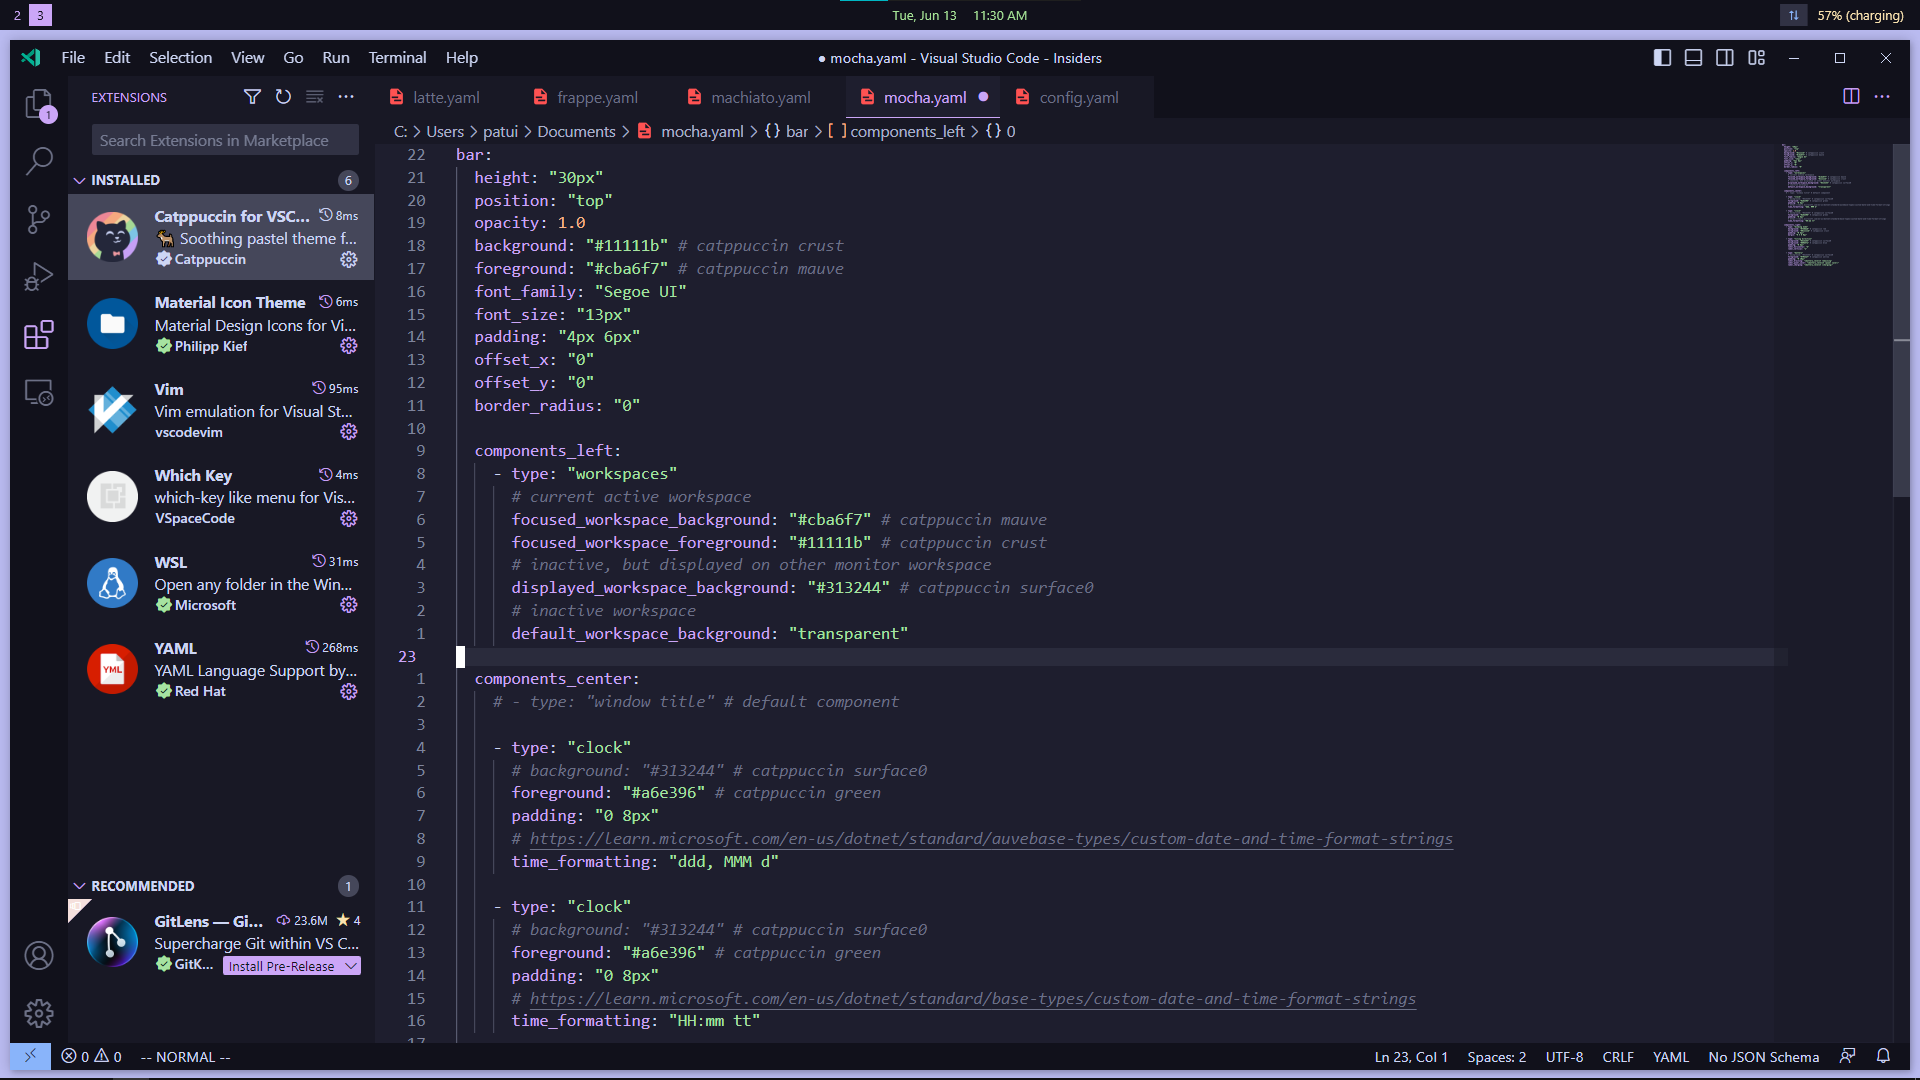 2 3
Tue, Jun 13 11:30 AM
57% (charging)
File Edit Selection View Go Run Terminal Help
● mocha.yaml - Visual Studio Code - Insiders
EXTENSIONS
latte.yaml
frappe.yaml
machiato.yaml
mocha.yaml
config.yaml
1
Search Extensions in Marketplace
INSTALLED 6
Catppuccin for VSC... 8ms
Soothing pastel theme f...
Catppuccin
Material Icon Theme 6ms
Material Design Icons for Vi...
Philipp Kief
Vim 95ms
Vim emulation for Visual St...
vscodevim
Which Key 4ms
which-key like menu for Vis...
VSpaceCode
WSL 31ms
Open any folder in the Win...
Microsoft
YML
YAML 268ms
YAML Language Support by...
Red Hat
RECOMMENDED 1
GitLens — Gi... 23.6M ★ 4
Supercharge Git within VS C...
GitK... Install Pre-Release
C: > Users > patui > Documents > mocha.yaml > {} bar > [ ] components_left > {} 0
22 bar:
21 height: "30px"
20 position: "top"
19 opacity: 1.0
18 background: "#11111b" # catppuccin crust
17 foreground: "#cba6f7" # catppuccin mauve
16 font_family: "Segoe UI"
15 font_size: "13px"
14 padding: "4px 6px"
13 offset_x: "0"
12 offset_y: "0"
11 border_radius: "0"
10
9 components_left:
8 - type: "workspaces"
7 # current active workspace
6 focused_workspace_background: "#cba6f7" # catppuccin mauve
5 focused_workspace_foreground: "#11111b" # catppuccin crust
4 # inactive, but displayed on other monitor workspace
3 displayed_workspace_background: "#313244" # catppuccin surface0
2 # inactive workspace
1 default_workspace_background: "transparent"
23
1 components_center:
2 # - type: "window title" # default component
3
4 - type: "clock"
5 # background: "#313244" # catppuccin surface0
6 foreground: "#a6e396" # catppuccin green
7 padding: "0 8px"
8 # https://learn.microsoft.com/en-us/dotnet/standard/auvebase-types/custom-date-and-time-format-strings
9 time_formatting: "ddd, MMM d"
10
11 - type: "clock"
12 # background: "#313244" # catppuccin surface0
13 foreground: "#a6e396" # catppuccin green
14 padding: "0 8px"
15 # https://learn.microsoft.com/en-us/dotnet/standard/base-types/custom-date-and-time-format-strings
16 time_formatting: "HH:mm tt"
17
0 0 -- NORMAL --
Ln 23, Col 1 Spaces: 2 UTF-8 CRLF YAML No JSON Schema